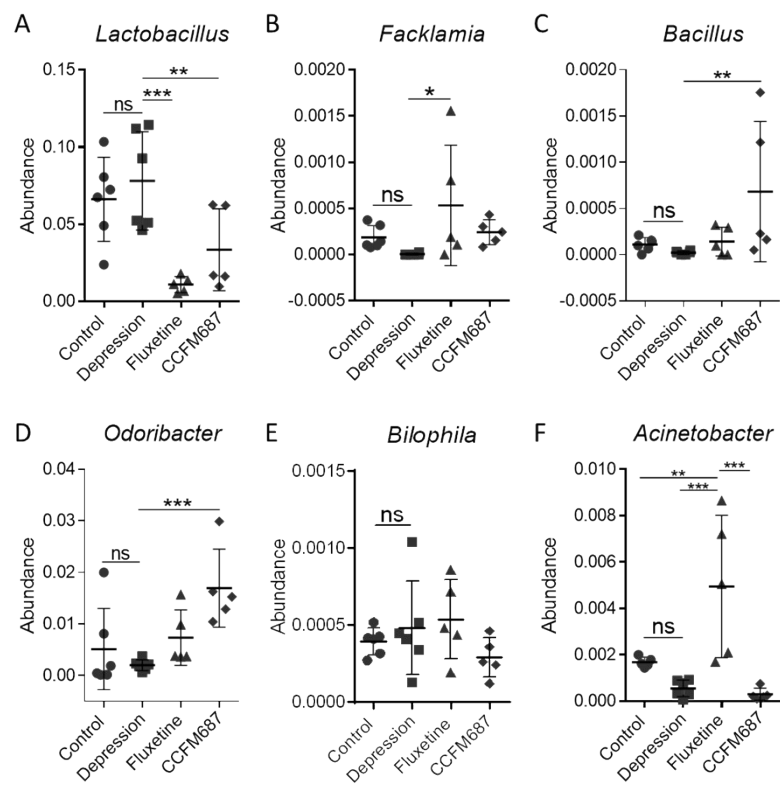 A
Lactobacillus
Abundance
0.15
0.10
0.05
0.00
ns
***
**
Control
Depression
Fluxetine
CCFM687
B
Facklamia
Abundance
0.0020
0.0015
0.0010
0.0005
0.0000
-0.0005
ns
*
Control
Depression
Fluxetine
CCFM687
C
Bacillus
Abundance
0.0020
0.0015
0.0010
0.0005
0.0000
-0.0005
ns
**
Control
Depression
Fluxetine
CCFM687
D
Odoribacter
Abundance
0.04
0.03
0.02
0.01
0.00
ns
***
Control
Depression
Fluxetine
CCFM687
E
Bilophila
Abundance
0.0015
0.0010
0.0005
0.0000
ns
Control
Depression
Fluxetine
CCFM687
F
Acinetobacter
Abundance
0.010
0.008
0.006
0.004
0.002
0.000
ns
**
***
***
Control
Depression
Fluxetine
CCFM687